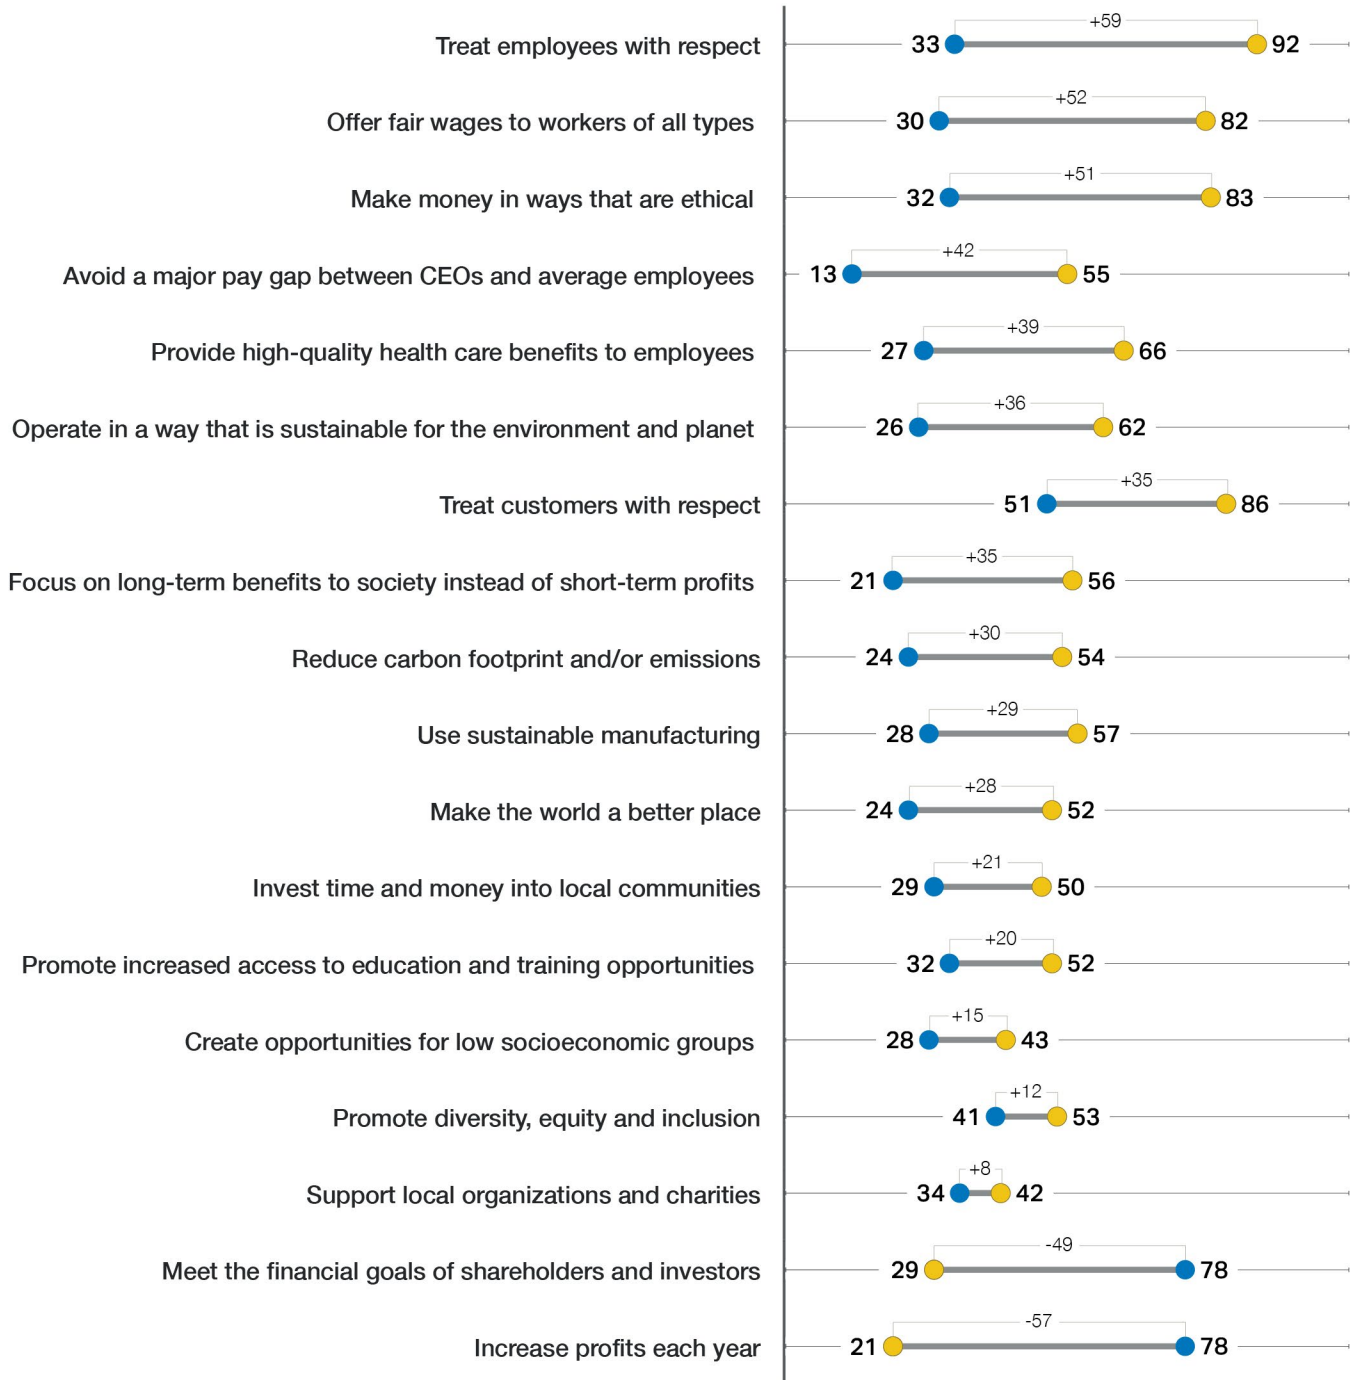 +59
Treat employees with respect 33 92
+52
Offer fair wages to workers of all types 30 82
+51
Make money in ways that are ethical 32 83
+42
Avoid a major pay gap between CEOs and average employees 13 55
+39
Provide high-quality health care benefits to employees 27 66
+36
Operate in a way that is sustainable for the environment and planet 26 62
+35
Treat customers with respect 51 86
+35
Focus on long-term benefits to society instead of short-term profits 21 56
+30
Reduce carbon footprint and/or emissions 24 54
+29
Use sustainable manufacturing 28 57
+28
Make the world a better place 24 52
+21
Invest time and money into local communities 29 50
+20
Promote increased access to education and training opportunities 32 52
+15
Create opportunities for low socioeconomic groups 28 43
+12
Promote diversity, equity and inclusion 41 53
+8
Support local organizations and charities 34 42
-49
Meet the financial goals of shareholders and investors 29 78
-57
Increase profits each year 21 78